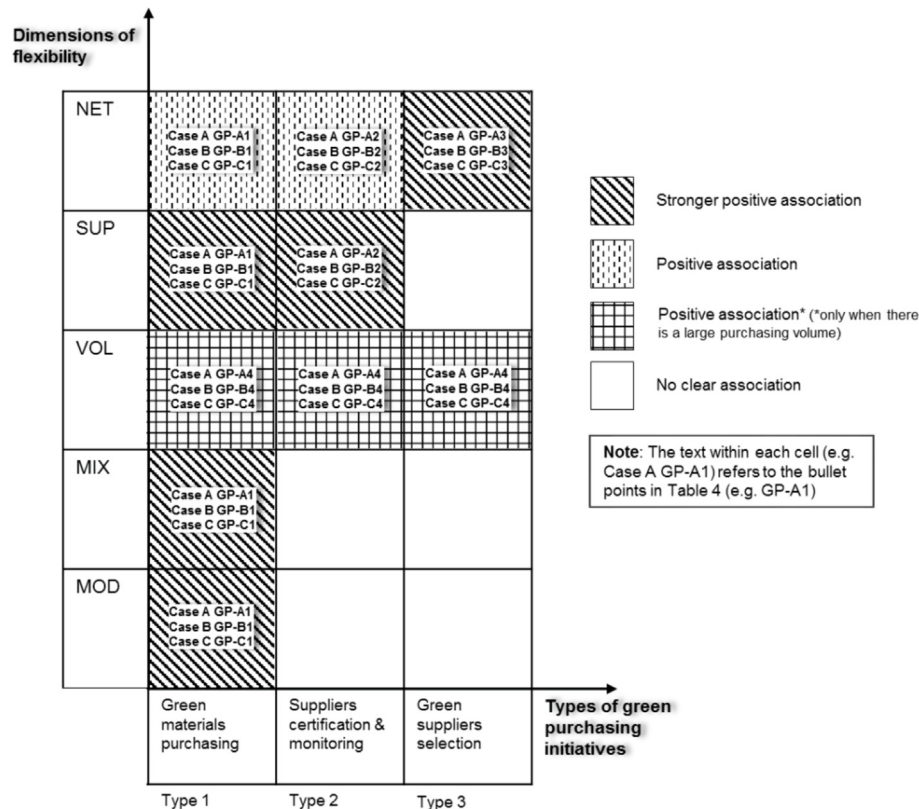 Dimensions of
flexibility
NET
Case A GP-A1
Case B GP-B1
Case C GP-C1
Case A GP-A2
Case B GP-B2
Case C GP-C2
Case A GP-A3
Case B GP-B3
Case C GP-C3
SUP
Case A GP-A1
Case B GP-B1
Case C GP-C1
Case A GP-A2
Case B GP-B2
Case C GP-C2
VOL
Case A GP-A4
Case B GP-B4
Case C GP-C4
Case A GP-A4
Case B GP-B4
Case C GP-C4
Case A GP-A4
Case B GP-B4
Case C GP-C4
MIX
Case A GP-A1
Case B GP-B1
Case C GP-C1
MOD
Case A GP-A1
Case B GP-B1
Case C GP-C1
Green
materials
purchasing
Suppliers
certification &
monitoring
Green
suppliers
selection
Types of green
purchasing
initiatives
Type 1
Type 2
Type 3
Stronger positive association
Positive association
Positive association* (*only when there
is a large purchasing volume)
No clear association
Note: The text within each cell (e.g.
Case A GP-A1) refers to the bullet
points in Table 4 (e.g. GP-A1)